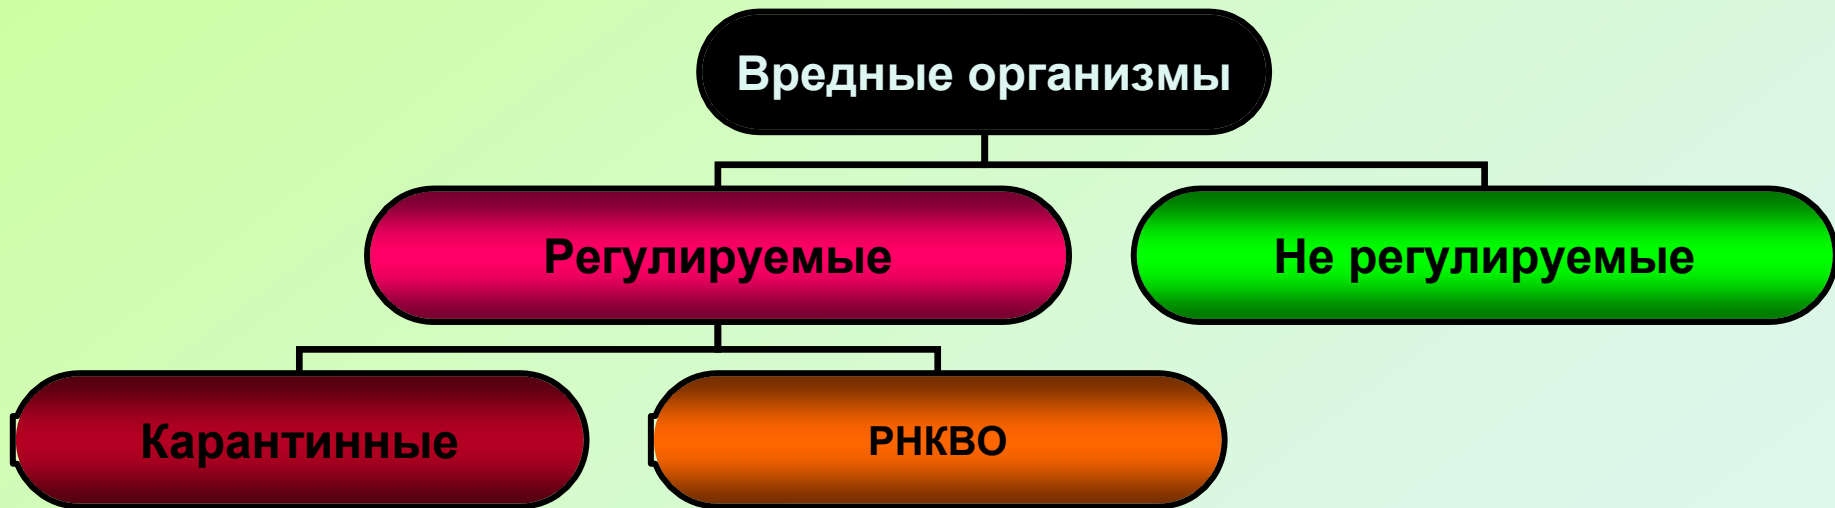 Вредные организмы
Регулируемые
Не регулируемые
Карантинные
РНКВО